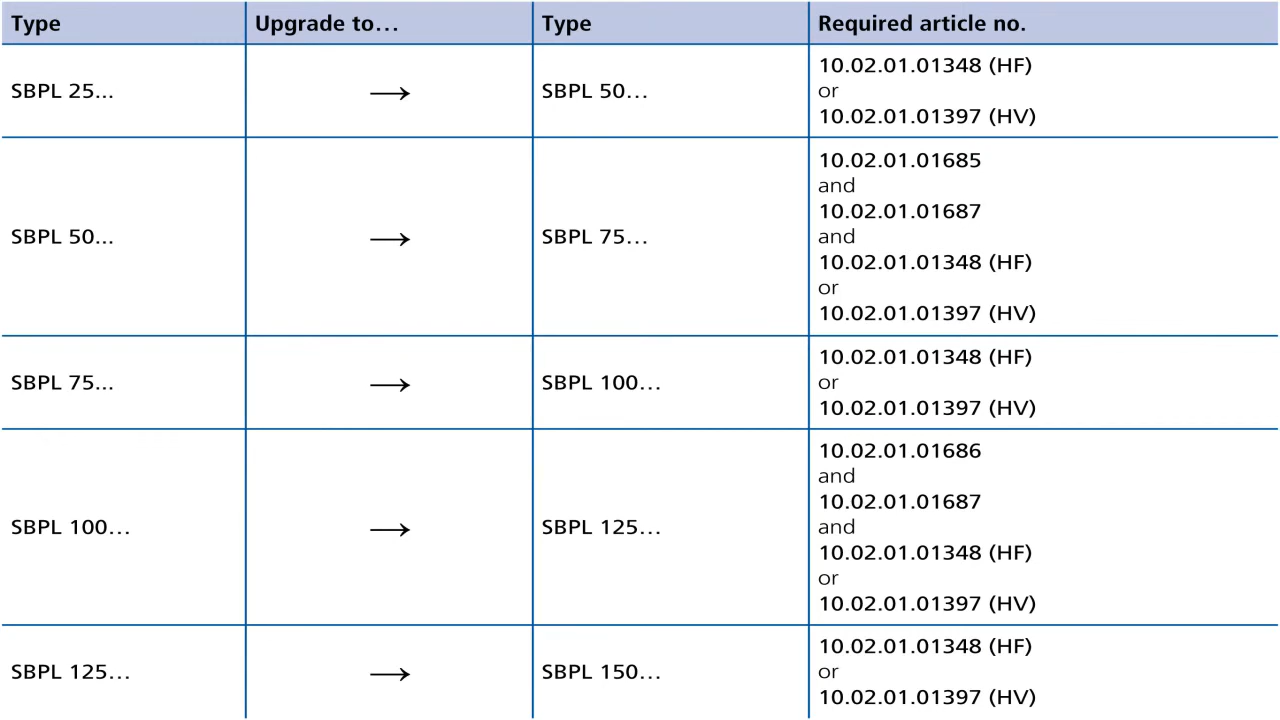 Type Upgrade to… Type Required article no.
SBPL 25... → SBPL 50… 10.02.01.01348 (HF)
or
10.02.01.01397 (HV)
SBPL 50... → SBPL 75… 10.02.01.01685
and
10.02.01.01687
and
10.02.01.01348 (HF)
or
10.02.01.01397 (HV)
SBPL 75... → SBPL 100… 10.02.01.01348 (HF)
or
10.02.01.01397 (HV)
SBPL 100… → SBPL 125… 10.02.01.01686
and
10.02.01.01687
and
10.02.01.01348 (HF)
or
10.02.01.01397 (HV)
SBPL 125… → SBPL 150… 10.02.01.01348 (HF)
or
10.02.01.01397 (HV)